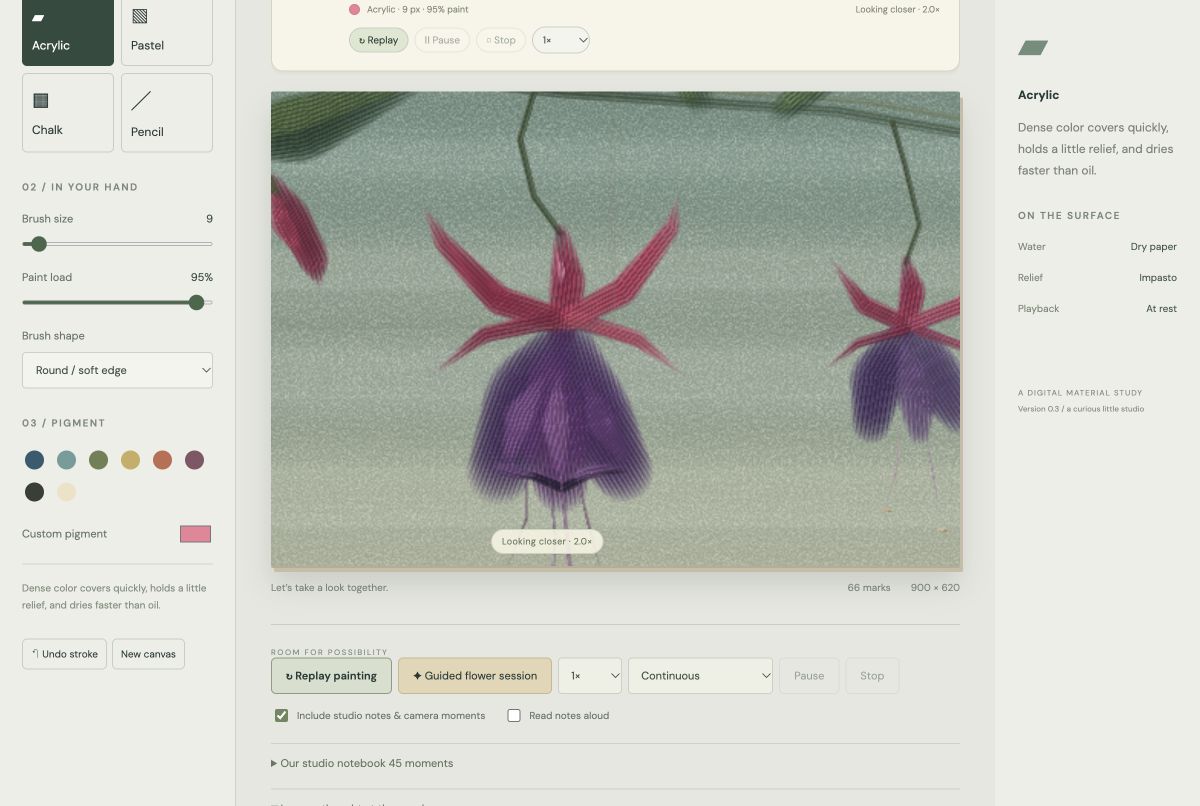 Acrylic · 9 px · 95% paint
Looking closer · 2.0×
↻ Replay
II Pause
□ Stop
1×
Acrylic
Pastel
Chalk
Pencil
02 / IN YOUR HAND
Brush size 9
Paint load 95%
Brush shape
Round / soft edge
03 / PIGMENT
Custom pigment
Dense color covers quickly, holds a little
relief, and dries faster than oil.
Undo stroke
New canvas
Looking closer · 2.0×
Let's take a look together.
66 marks
900 × 620
ROOM FOR POSSIBILITY
↻ Replay painting
✦ Guided flower session
1×
Continuous
Pause
Stop
Include studio notes & camera moments
Read notes aloud
Our studio notebook 45 moments
Acrylic
Dense color covers quickly,
holds a little relief, and dries
faster than oil.
ON THE SURFACE
Water Dry paper
Relief Impasto
Playback At rest
A DIGITAL MATERIAL STUDY
Version 0.3 / a curious little studio